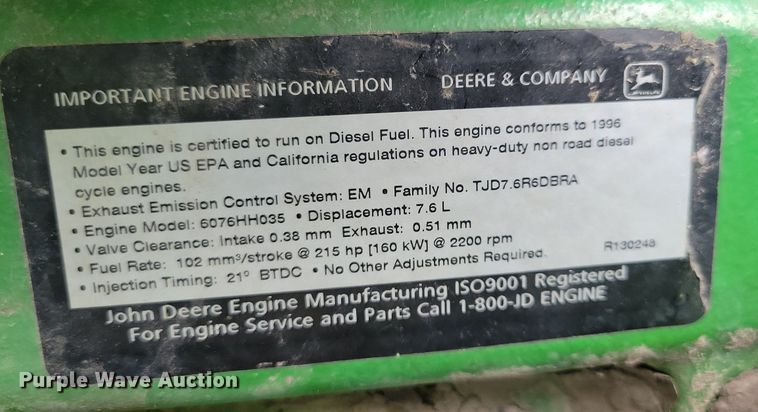 IMPORTANT ENGINE INFORMATION DEERE & COMPANY
• This engine is certified to run on Diesel Fuel. This engine conforms to 1996
Model Year US EPA and California regulations on heavy-duty non road diesel
cycle engines.
• Exhaust Emission Control System: EM • Family No. TJD7.6R6DBRA
• Engine Model: 6076HH035 • Displacement: 7.6 L
• Valve Clearance: Intake 0.38 mm Exhaust: 0.51 mm
• Fuel Rate: 102 mm³/stroke @ 215 hp [160 kW] @ 2200 rpm
• Injection Timing: 21° BTDC • No Other Adjustments Required. R130248
John Deere Engine Manufacturing ISO9001 Registered
For Engine Service and Parts Call 1-800-JD ENGINE
Purple Wave Auction